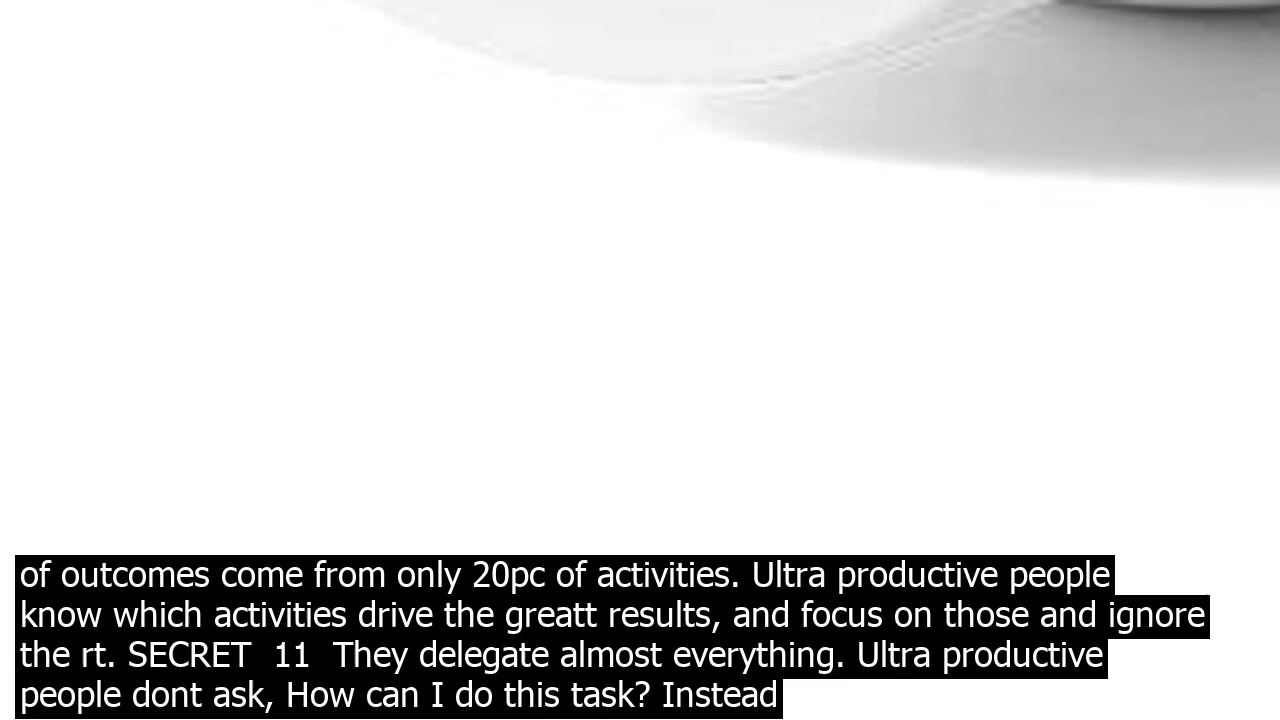 of outcomes come from only 20pc of activities. Ultra productive people
know which activities drive the greatt results, and focus on those and ignore
the rt. SECRET  11  They delegate almost everything. Ultra productive
people dont ask, How can I do this task? Instead